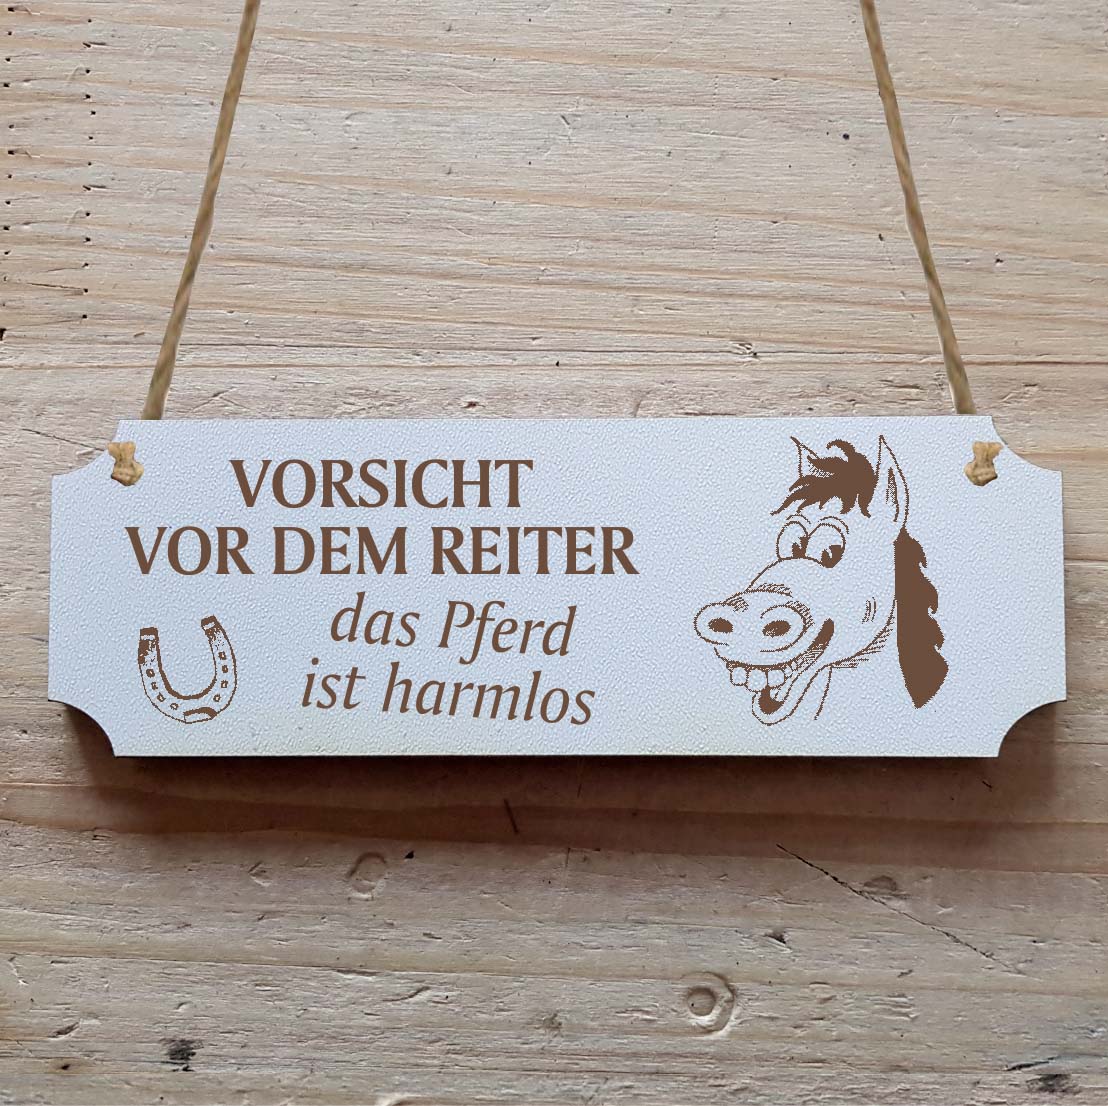 VORSICHT
VOR DEM REITER
das Pferd
ist harmlos